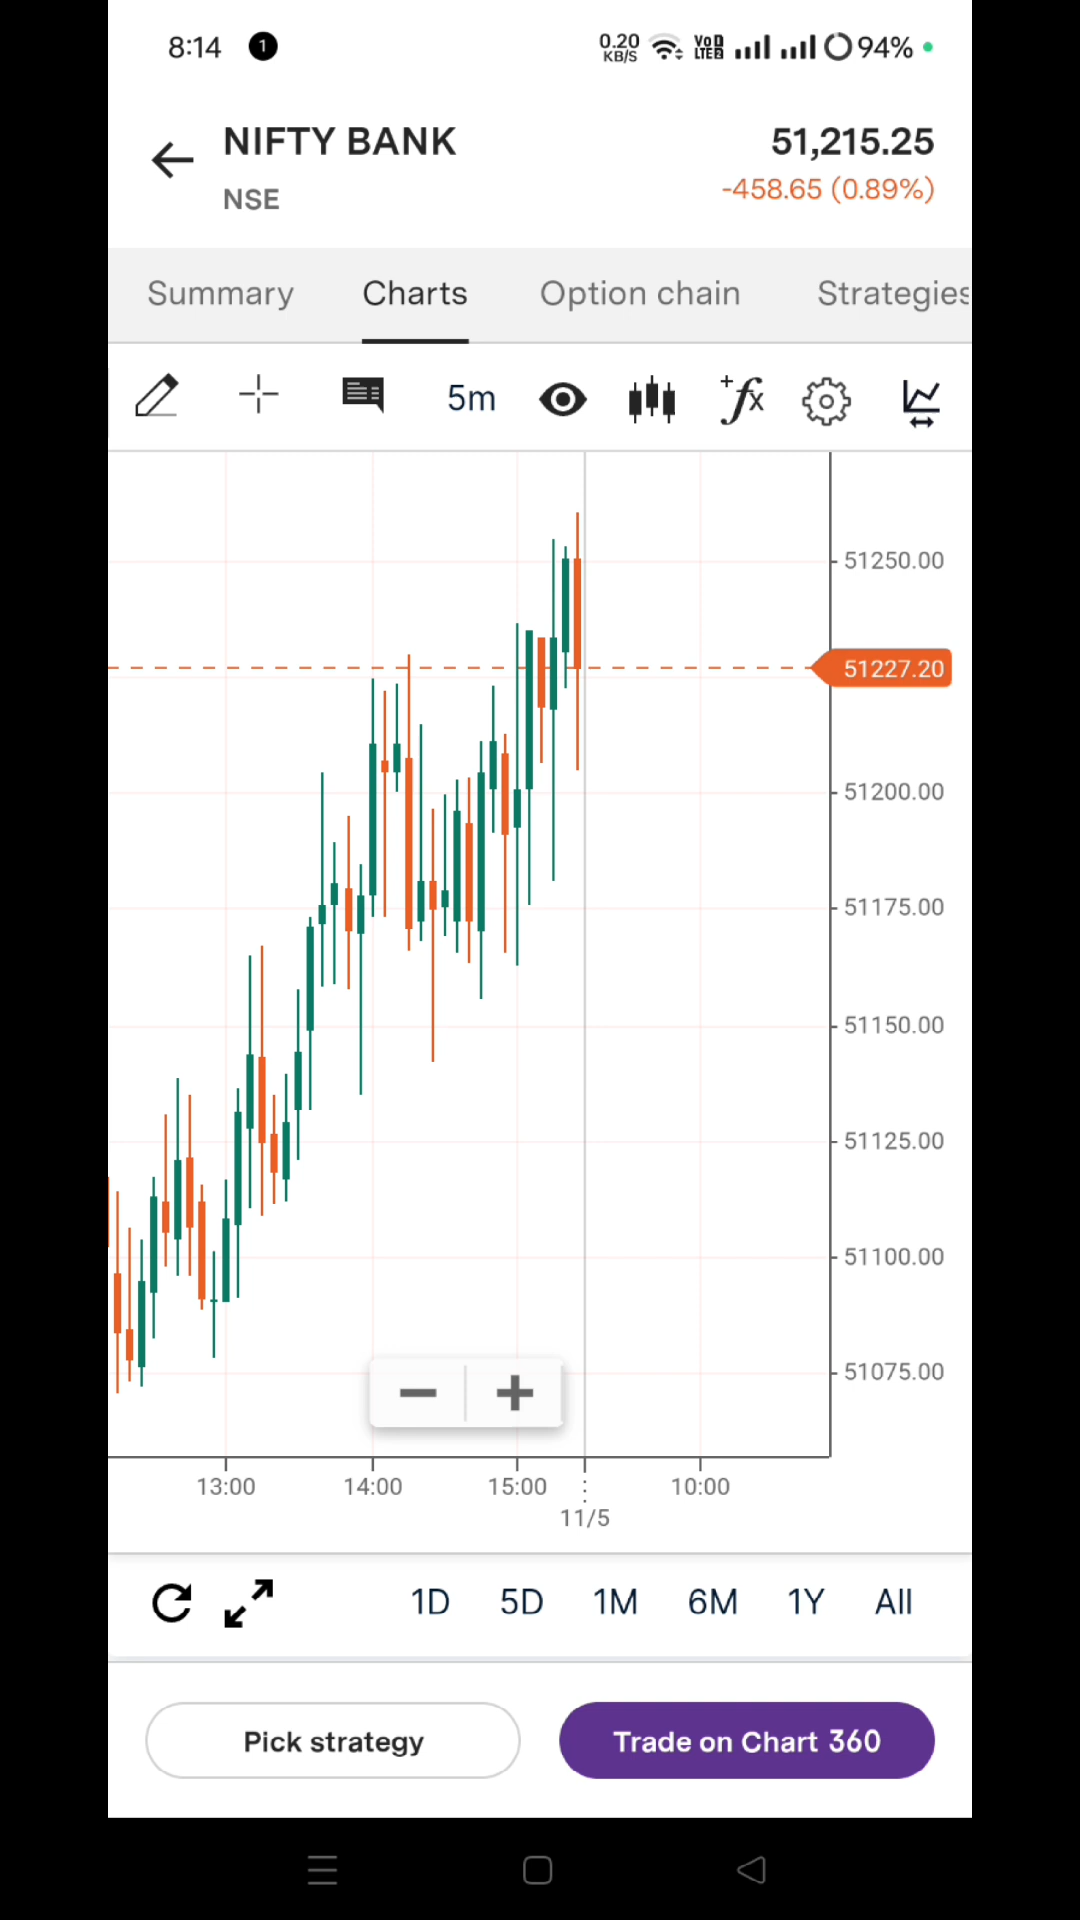 8:14 1 0.20 KB/S Vo LTE2 94%
NIFTY BANK 51,215.25
NSE -458.65 (0.89%)
Summary Charts Option chain Strategies
5m +fx
51250.00
51227.20
51200.00
51175.00
51150.00
51125.00
51100.00
51075.00
13:00 14:00 15:00 10:00
11/5
1D 5D 1M 6M 1Y All
Pick strategy Trade on Chart 360